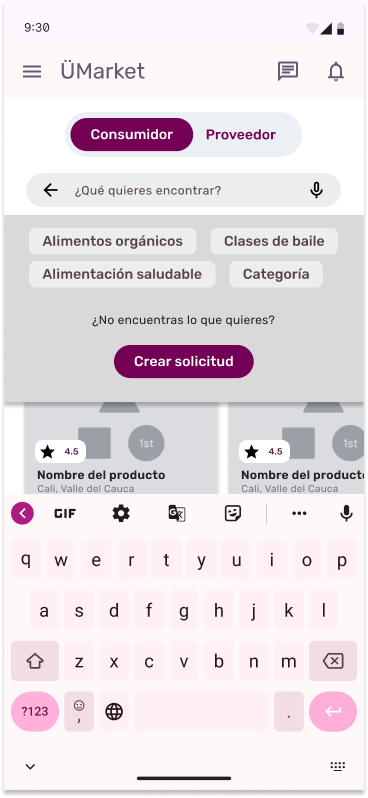 9:30
ÜMarket
Consumidor Proveedor
¿Qué quieres encontrar?
Alimentos orgánicos Clases de baile
Alimentación saludable Categoría
¿No encuentras lo que quieres?
Crear solicitud
1st 1st
4.5 4.5
Nombre del producto Nombre del producto
Cali, Valle del Cauca Cali, Valle del Cauca
GIF
q w e r t y u i o p
a s d f g h j k l
z x c v b n m
?123 , .